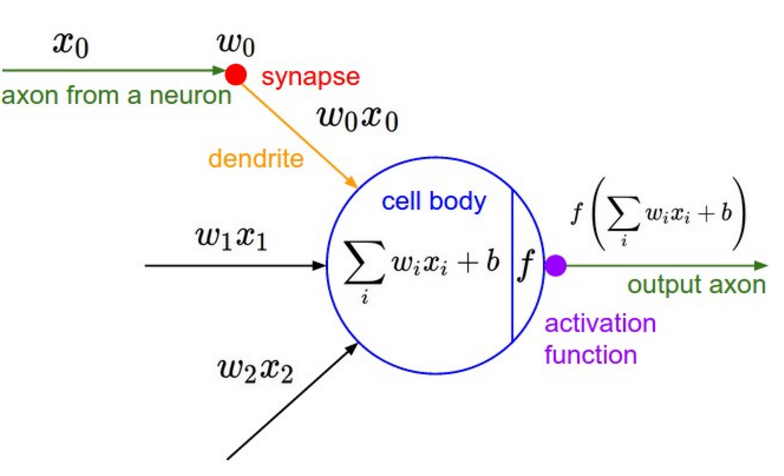 x₀
w₀
synapse
axon from a neuron
w₀x₀
dendrite
cell body
f(∑ᵢ wᵢxᵢ + b)
w₁x₁
∑ᵢ wᵢxᵢ + b
f
output axon
activation
function
w₂x₂